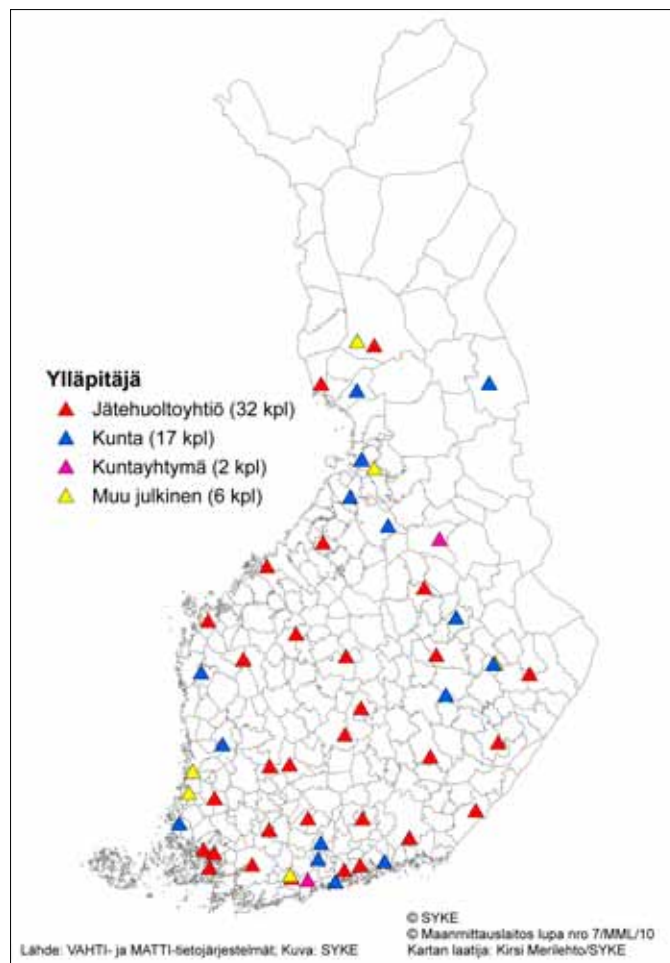 Ylläpitäjä
Jätehuoltoyhtiö (32 kpl)
Kunta (17 kpl)
Kuntayhtymä (2 kpl)
Muu julkinen (6 kpl)
© SYKE
© Maanmittauslaitos lupa nro 7/MML/10
Lähde: VAHTI- ja MATTI-tietojärjestelmät; Kuva: SYKE
Kartan laatija: Kirsi Merilehto/SYKE